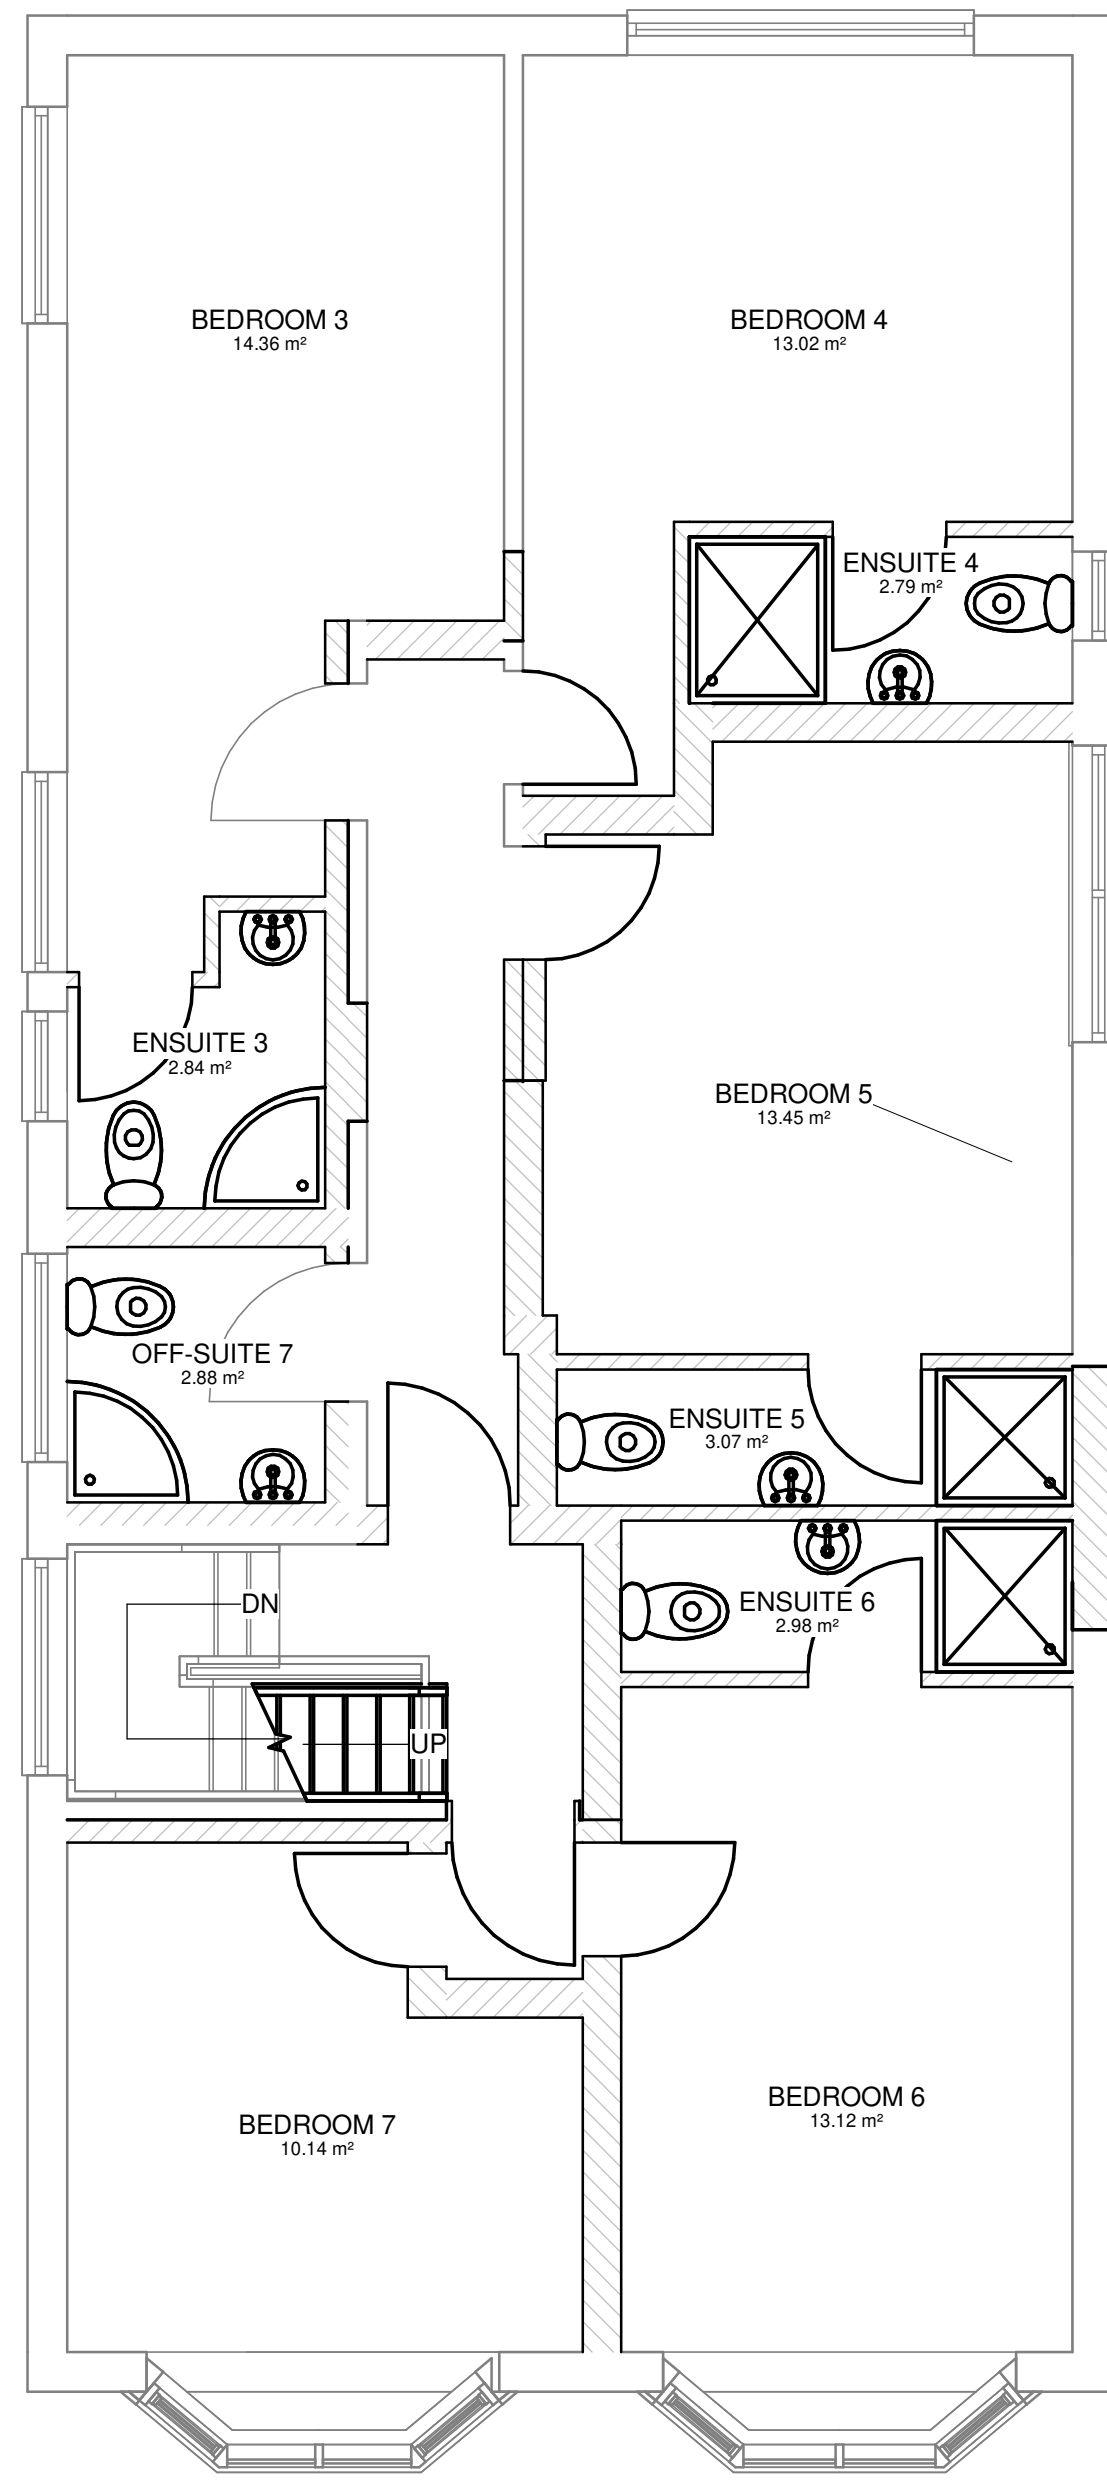 BEDROOM 3
14.36 m²
BEDROOM 4
13.02 m²
ENSUITE 4
2.79 m²
ENSUITE 3
2.84 m²
BEDROOM 5
13.45 m²
OFF-SUITE 7
2.88 m²
ENSUITE 5
3.07 m²
DN
ENSUITE 6
2.98 m²
UP
BEDROOM 7
10.14 m²
BEDROOM 6
13.12 m²